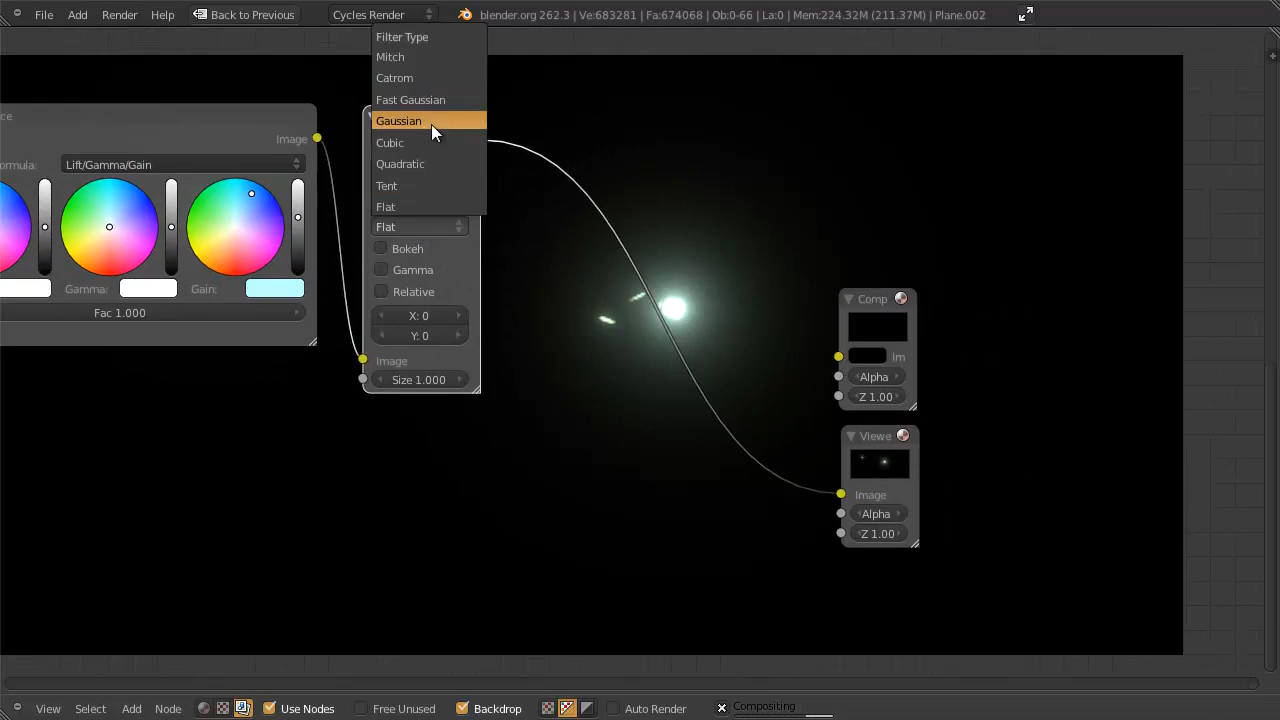 File Add Render Help Back to Previous Cycles Render blender.org 262.3 | Ve:683281 | Fa:674068 | Ob:0-66 | La:0 | Mem:224.32M (211.37M) | Plane.002
Filter Type
Mitch
Catrom
Fast Gaussian
Gaussian
Cubic
Quadratic
Tent
Flat
ce
Image
ormula:
Lift/Gamma/Gain
Gamma:
Gain:
Fac 1.000
Flat
Bokeh
Gamma
Relative
X: 0
Y: 0
Image
Size 1.000
Comp
Im
Alpha
Z 1.00
Viewe
Image
Alpha
Z 1.00
View Select Add Node Use Nodes Free Unused Backdrop Auto Render Compositing